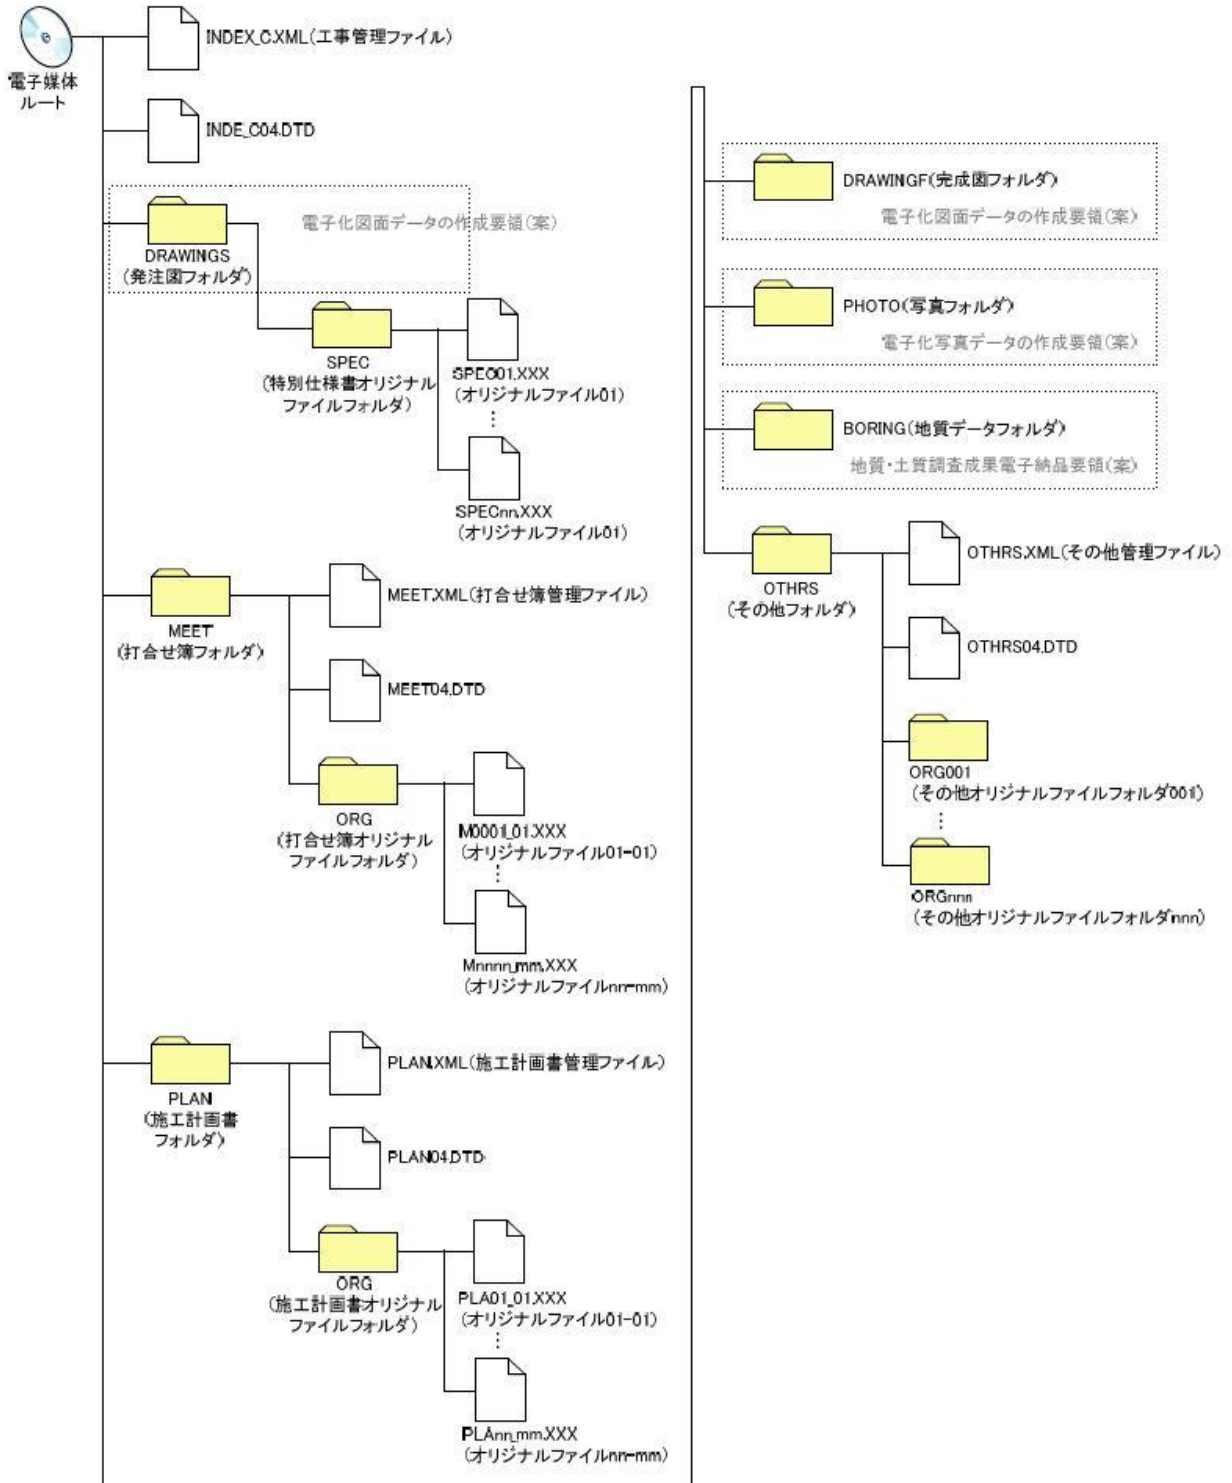 電子媒体
ルート
INDEX_C.XML(工事管理ファイル)
INDE_C04.DTD
電子化図面データの作成要領(案)
DRAWINGS
(発注図フォルダ)
SPEC
(特別仕様書オリジナル
ファイルフォルダ)
SPEC01.XXX
(オリジナルファイル01)
SPECnn.XXX
(オリジナルファイル01)
MEET
(打合せ簿フォルダ)
MEET.XML(打合せ簿管理ファイル)
MEET04.DTD
ORG
(打合せ簿オリジナル
ファイルフォルダ)
M0001_01.XXX
(オリジナルファイル01-01)
Mnnnn_mm.XXX
(オリジナルファイルnn-mm)
PLAN
(施工計画書
フォルダ)
PLAN.XML(施工計画書管理ファイル)
PLAN04.DTD
ORG
(施工計画書オリジナル
ファイルフォルダ)
PLA01_01.XXX
(オリジナルファイル01-01)
PLAnn_mm.XXX
(オリジナルファイルnn-mm)
DRAWINGF(完成図フォルダ)
電子化図面データの作成要領(案)
PHOTO(写真フォルダ)
電子化写真データの作成要領(案)
BORING(地質データフォルダ)
地質・土質調査成果電子納品要領(案)
OTHRS
(その他フォルダ)
OTHRS.XML(その他管理ファイル)
OTHRS04.DTD
ORG001
(その他オリジナルファイルフォルダ001)
ORGnnn
(その他オリジナルファイルフォルダnnn)